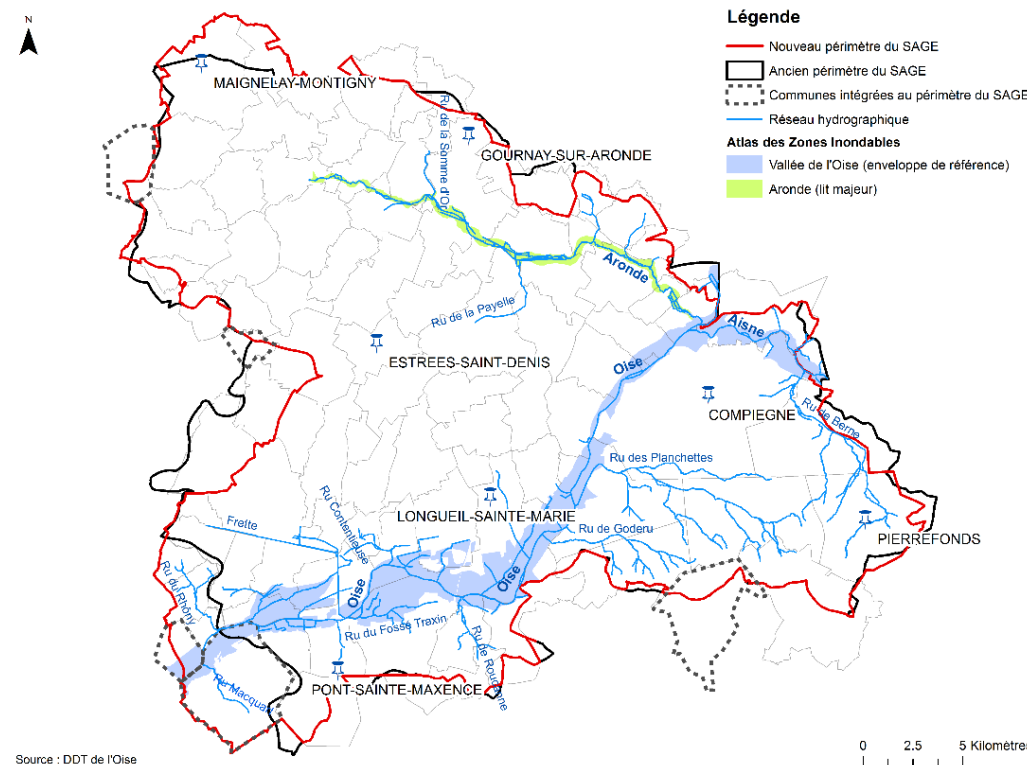 N
Légende
Nouveau périmètre du SAGE
Ancien périmètre du SAGE
Communes intégrées au périmètre du SAGE
Réseau hydrographique
Atlas des Zones Inondables
Vallée de l'Oise (enveloppe de référence)
Aronde (lit majeur)
MAIGNELAY-MONTIGNY
Ru de la Somme d'Or
GOURNAY-SUR-ARONDE
Aronde
Ru de la Payelle
Aisne
ESTREES-SAINT-DENIS
Oise
COMPIEGNE
Ru de Berne
Ru des Planchettes
LONGUEIL-SAINTE-MARIE
Ru Contentieuse
Frette
Ru de Goderu
PIERREFONDS
Ru du Rhôny
Oise
Oise
Ru du Fossé Traxin
Ru de Rouanne
Ru Macquart
PONT-SAINTE-MAXENCE
Source : DDT de l'Oise
0 2.5 5 Kilomètre